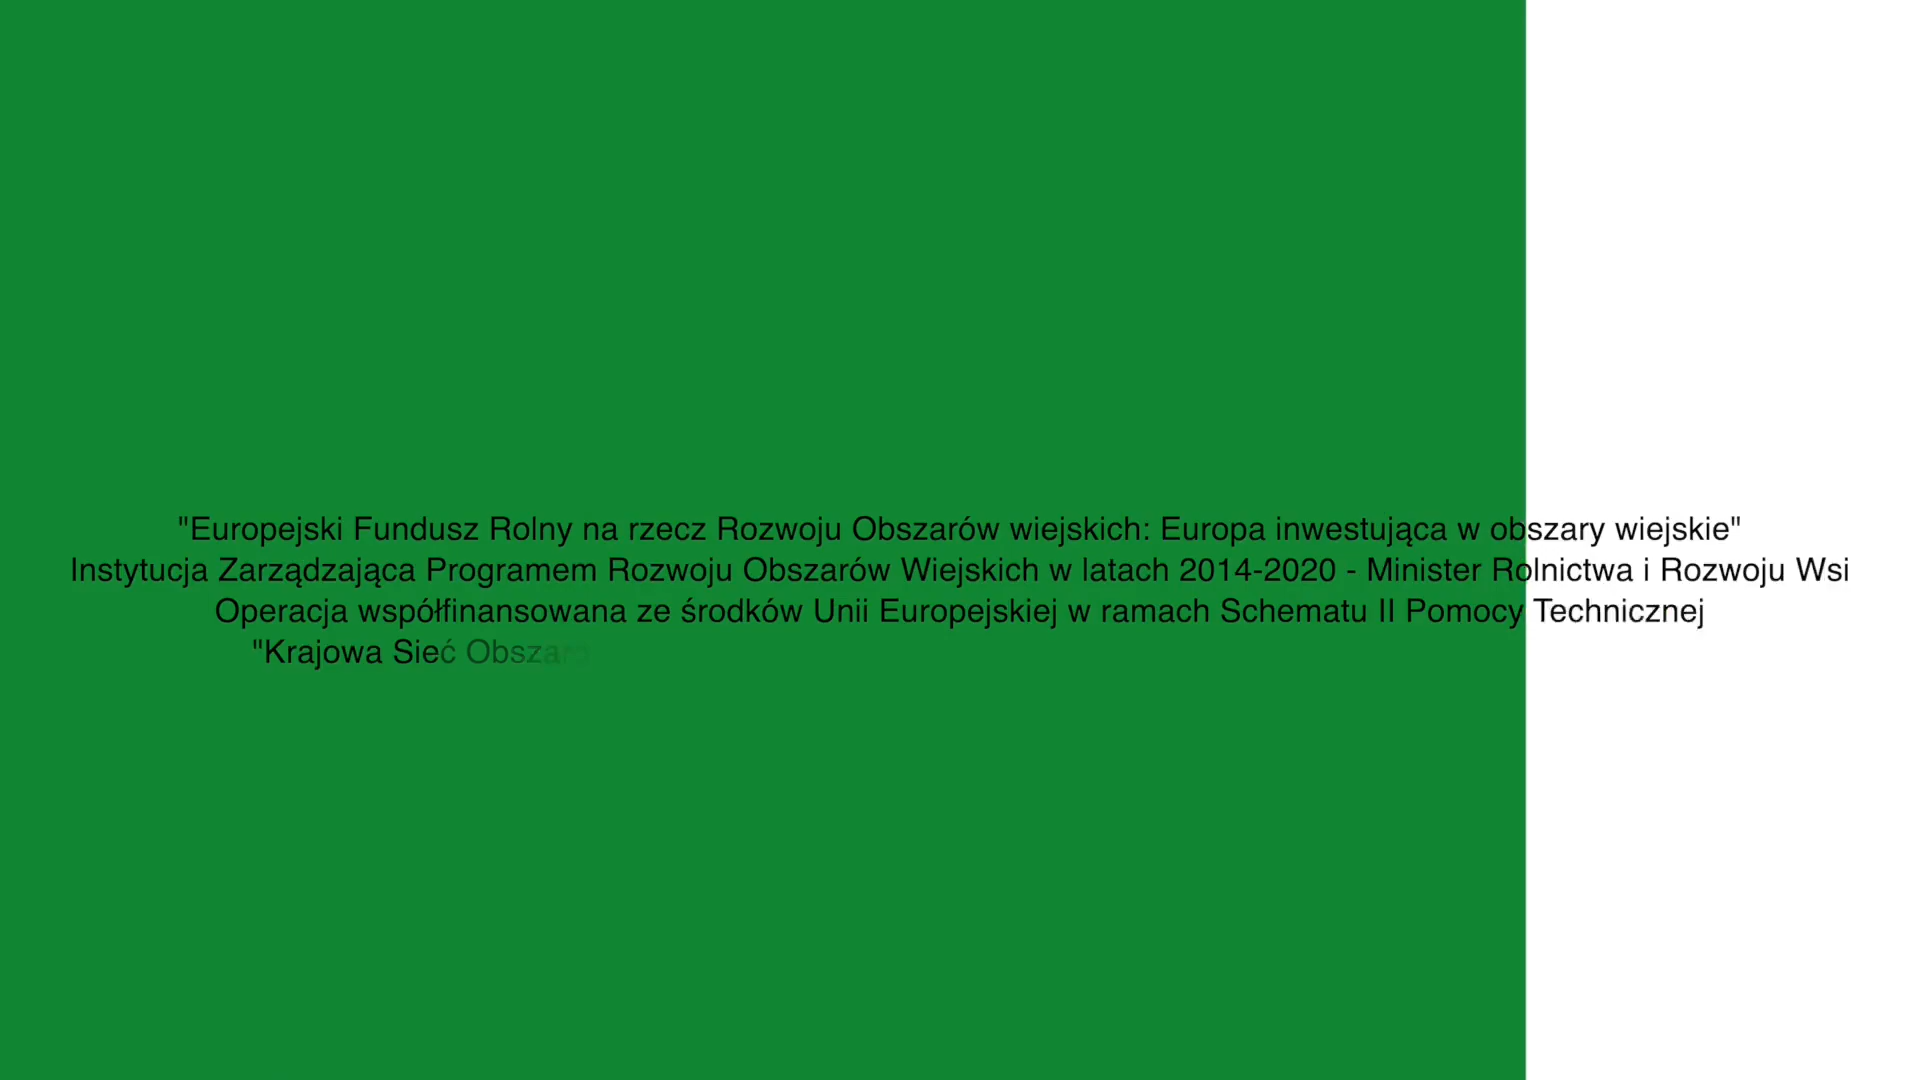 "Europejski Fundusz Rolny na rzecz Rozwoju Obszarów wiejskich: Europa inwestująca w obszary wiejskie"
Instytucja Zarządzająca Programem Rozwoju Obszarów Wiejskich w latach 2014-2020 - Minister Rolnictwa i Rozwoju Wsi
Operacja współfinansowana ze środków Unii Europejskiej w ramach Schematu II Pomocy Technicznej
"Krajowa Sieć